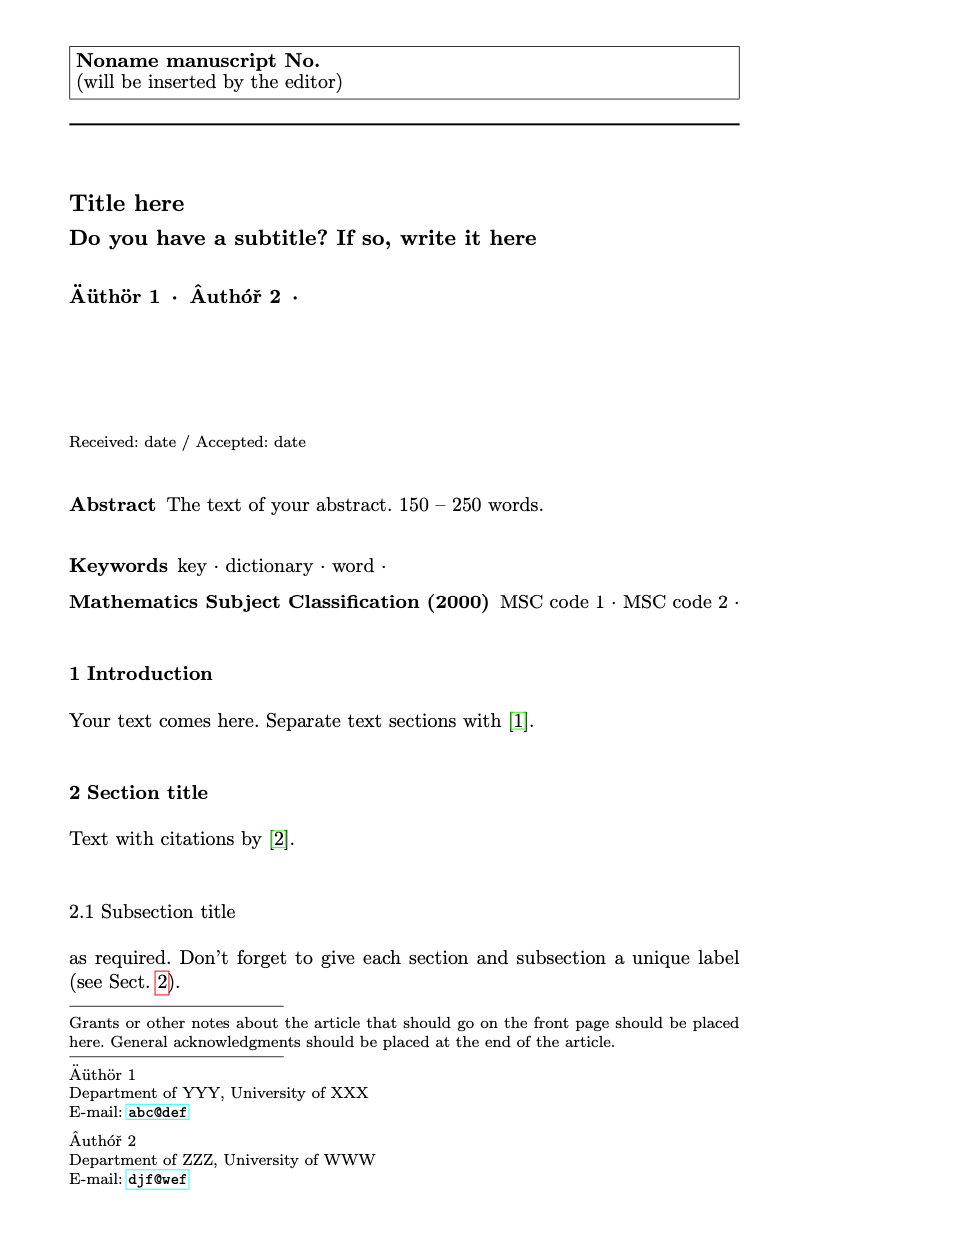 Noname manuscript No.
(will be inserted by the editor)
Title here
Do you have a subtitle? If so, write it here
Äüthör 1 · Âuthóř 2 ·
Received: date / Accepted: date
Abstract The text of your abstract. 150 – 250 words.
Keywords key · dictionary · word ·
Mathematics Subject Classification (2000) MSC code 1 · MSC code 2 ·
1 Introduction
Your text comes here. Separate text sections with [1].
2 Section title
Text with citations by [2].
2.1 Subsection title
as required. Don’t forget to give each section and subsection a unique label
(see Sect. 2).
Grants or other notes about the article that should go on the front page should be placed
here. General acknowledgments should be placed at the end of the article.
Äüthör 1
Department of YYY, University of XXX
E-mail: abc@def
Âuthóř 2
Department of ZZZ, University of WWW
E-mail: djf@wef